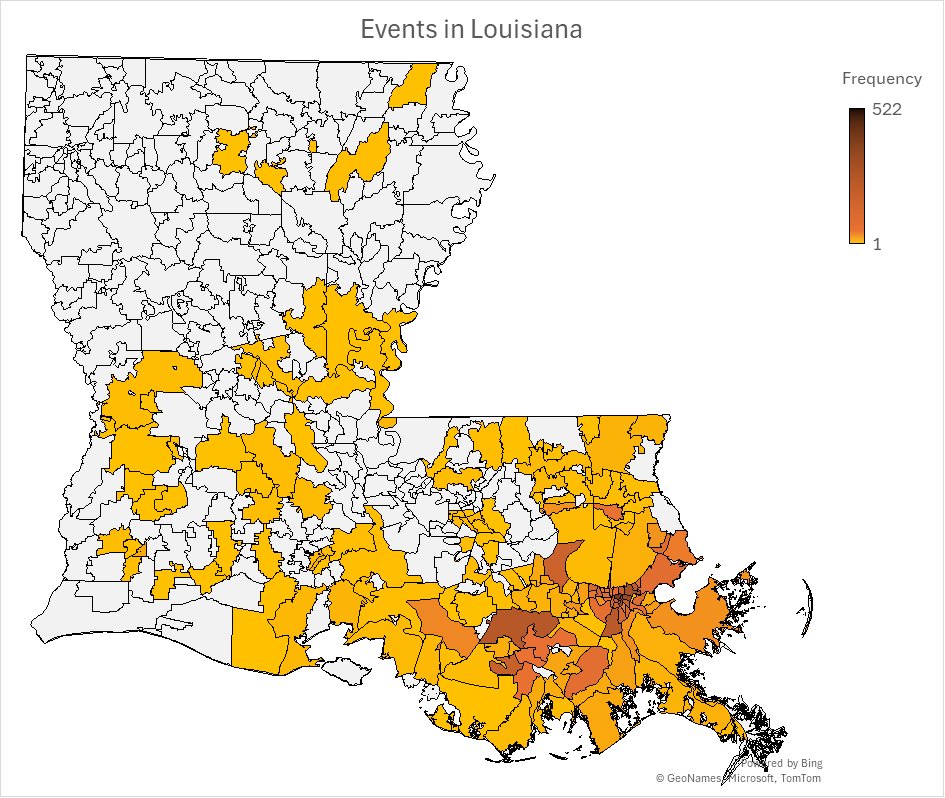 Events in Louisiana
Frequency
522
1
Powered by Bing
© GeoNames, Microsoft, TomTom